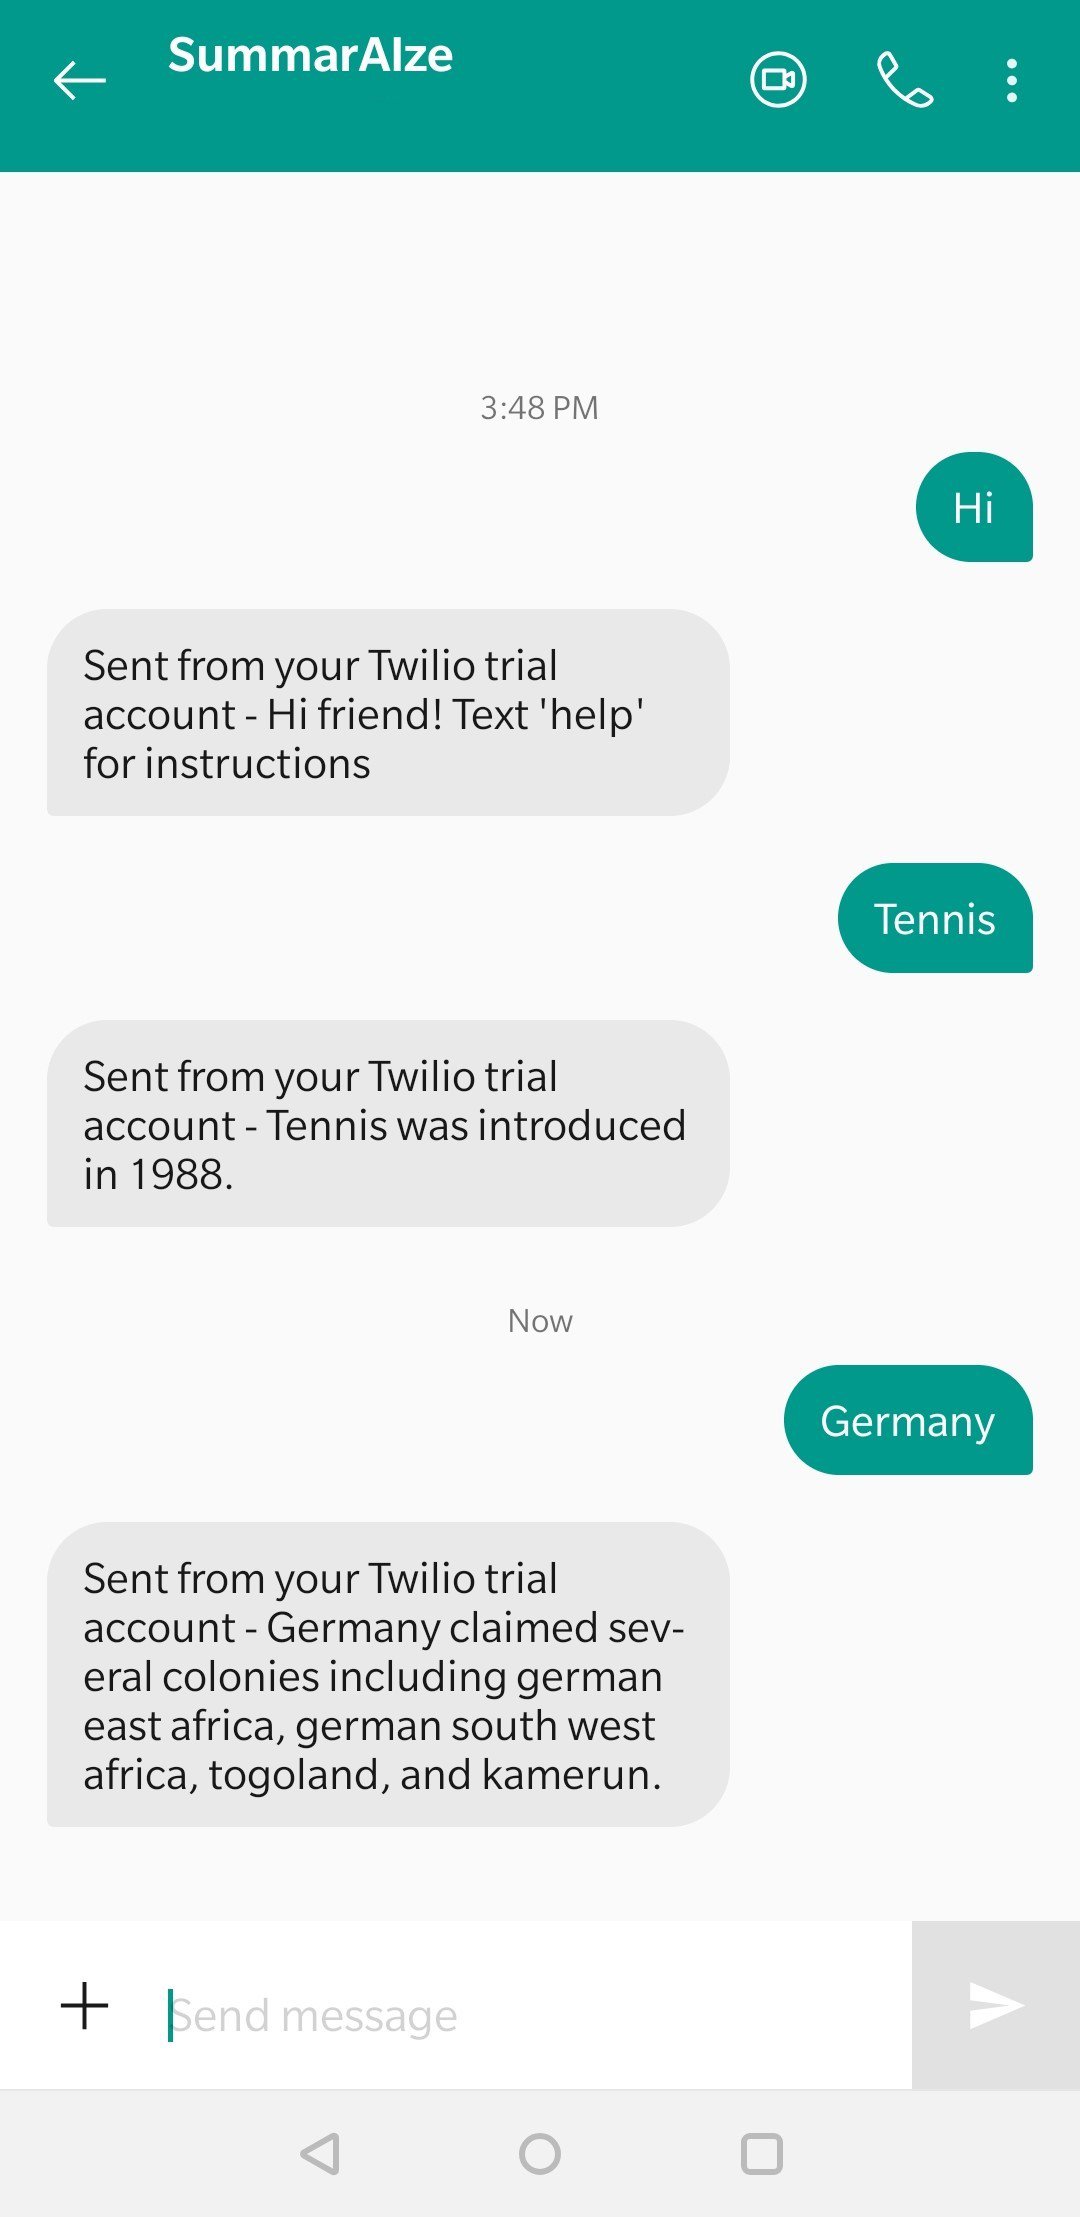 SummarAIze
3:48 PM
Hi
Sent from your Twilio trial
account - Hi friend! Text 'help'
for instructions
Tennis
Sent from your Twilio trial
account - Tennis was introduced
in 1988.
Now
Germany
Sent from your Twilio trial
account - Germany claimed sev-
eral colonies including german
east africa, german south west
africa, togoland, and kamerun.
Send message